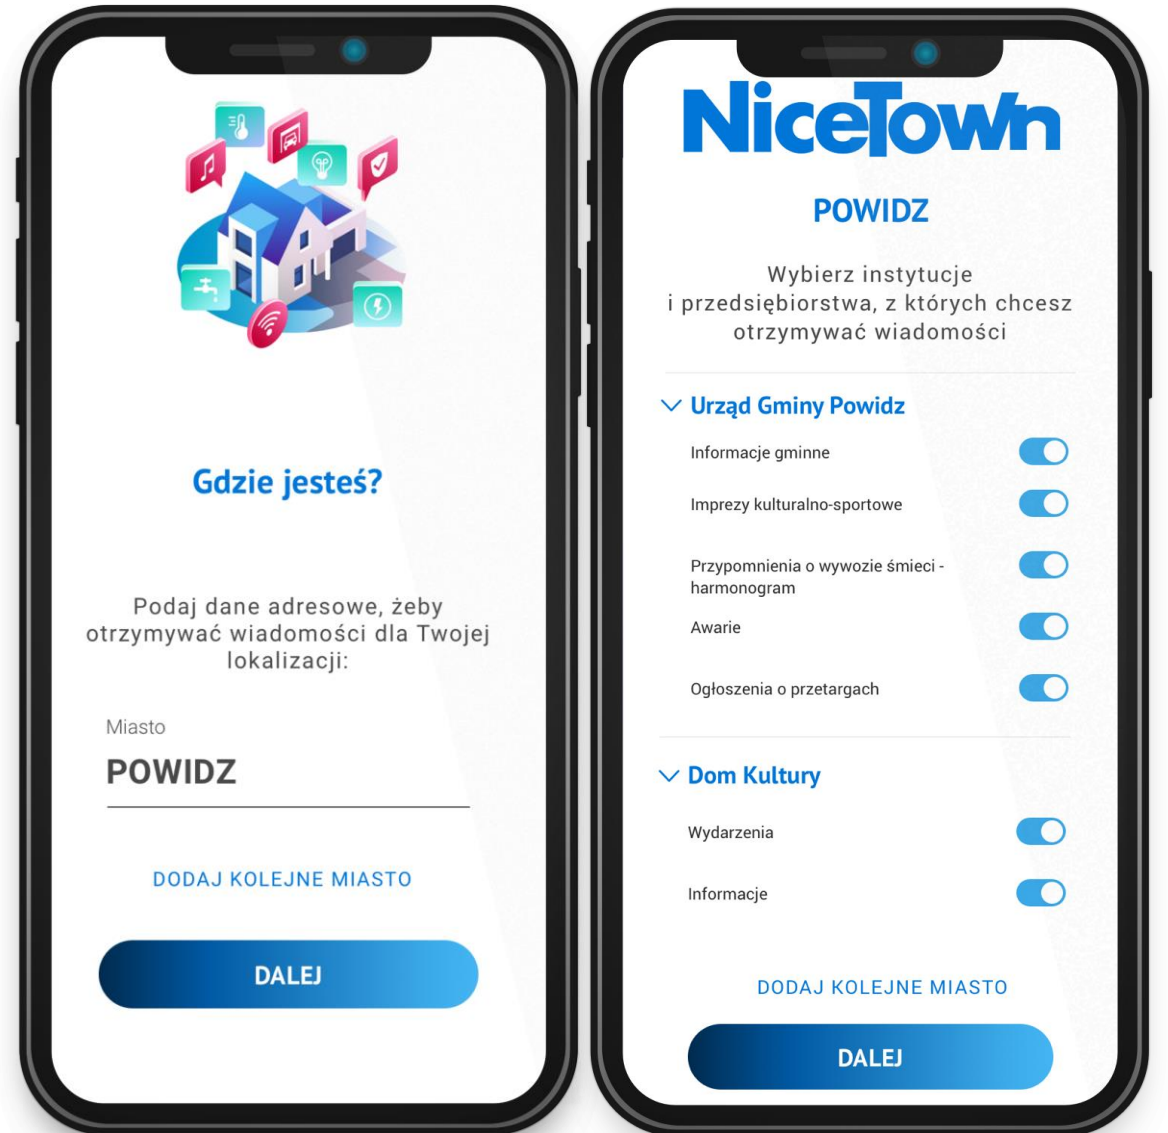 Gdzie jesteś?
Podaj dane adresowe, żeby
otrzymywać wiadomości dla Twojej
lokalizacji:
Miasto
POWIDZ
DODAJ KOLEJNE MIASTO
DALEJ
NiceTown
POWIDZ
Wybierz instytucje
i przedsiębiorstwa, z których chcesz
otrzymywać wiadomości
Urząd Gminy Powidz
Informacje gminne
Imprezy kulturalno-sportowe
Przypomnienia o wywozie śmieci -
harmonogram
Awarie
Ogłoszenia o przetargach
Dom Kultury
Wydarzenia
Informacje
DODAJ KOLEJNE MIASTO
DALEJ